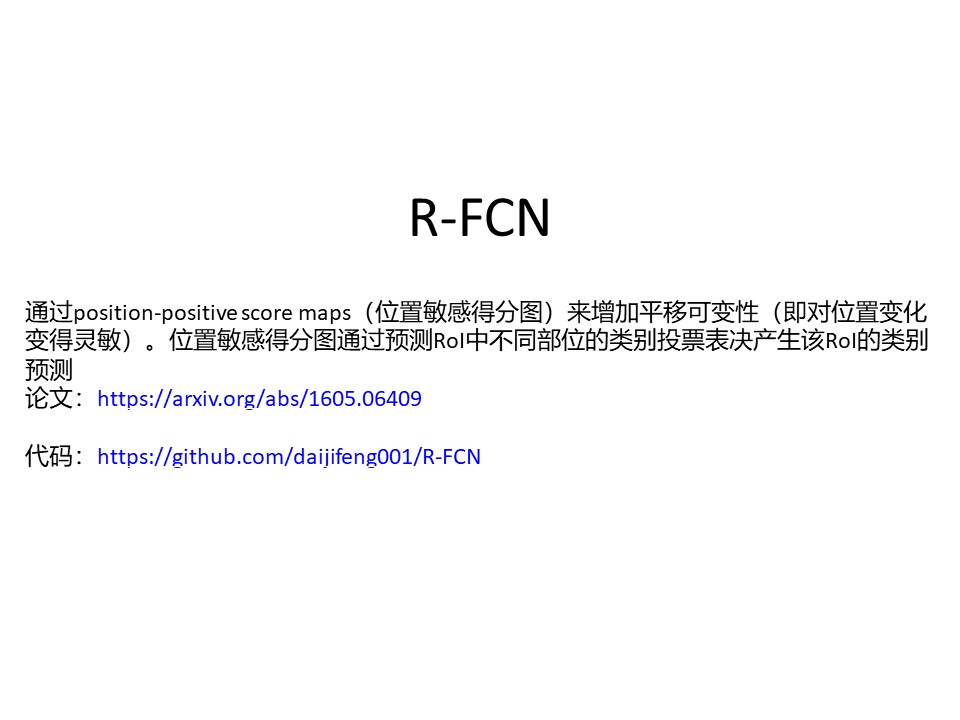 R-FCN
通过position-positive score maps（位置敏感得分图）来增加平移可变性（即对位置变化
变得灵敏）。位置敏感得分图通过预测RoI中不同部位的类别投票表决产生该RoI的类别
预测
论文：https://arxiv.org/abs/1605.06409
代码：https://github.com/daijifeng001/R-FCN